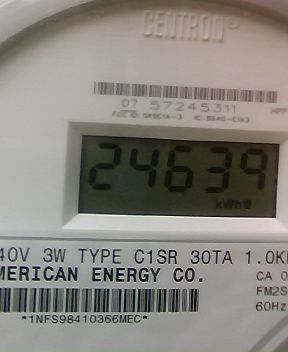 CENTRON
07 57245311
24639
kWh
40V 3W TYPE C1SR 30TA 1.0K
MERICAN ENERGY CO.
CA 0
FM2S
60Hz
*1NFS98410366MEC*